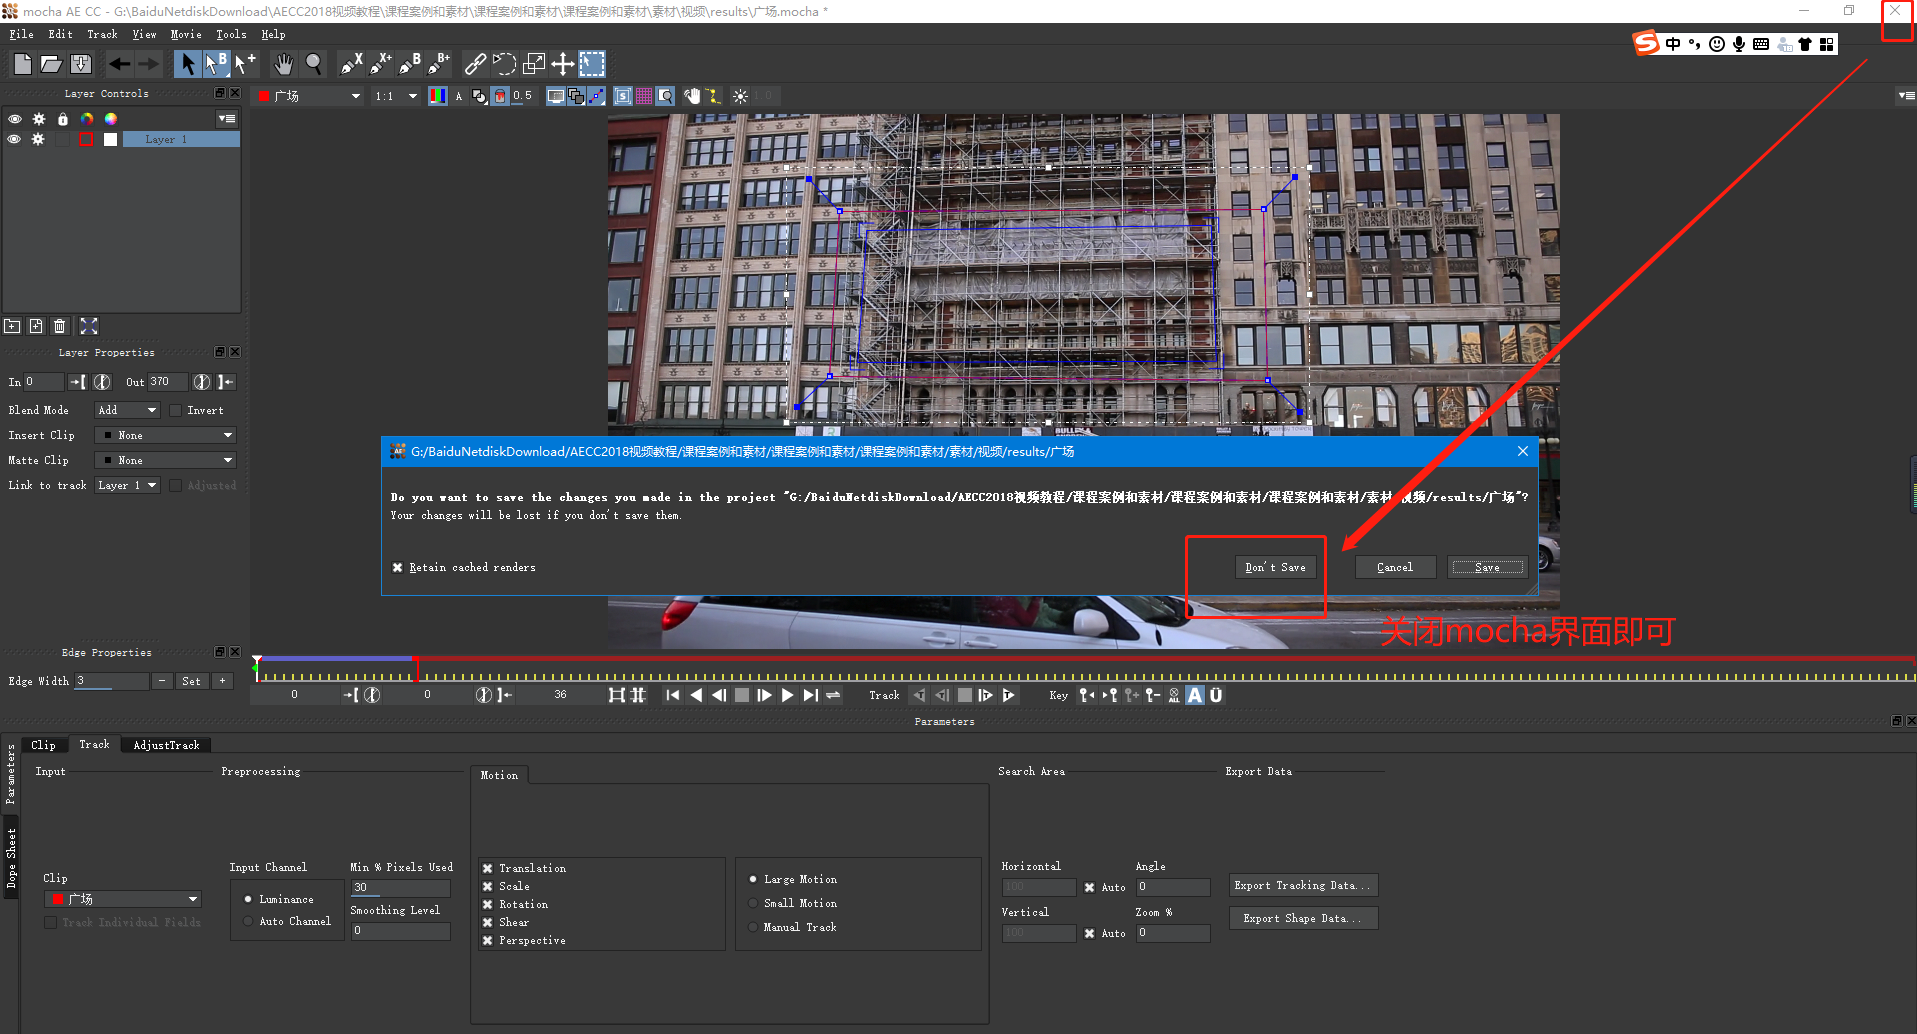 mocha AE CC - G:\BaiduNetdiskDownload\AECC2018视频教程\课程案例和素材\课程案例和素材\课程案例和素材\素材\视频\results\广场.mocha *
File Edit Track View Movie Tools Help
中
Layer Controls
广场 1:1 A 0.5
Layer 1
Layer Properties
In 0 Out 370
Blend Mode Add Invert
Insert Clip None
Matte Clip None
Link to track Layer 1 Adjusted
G:/BaiduNetdiskDownload/AECC2018视频教程/课程案例和素材/课程案例和素材/课程案例和素材/素材/视频/results/广场
Do you want to save the changes you made in the project "G:/BaiduNetdiskDownload/AECC2018视频教程/课程案例和素材/课程案例和素材/课程案例和素材/素材/视频/results/广场"?
Your changes will be lost if you don't save them.
Retain cached renders Don't Save Cancel Save
关闭mocha界面即可
Edge Properties
Edge Width 3 - Set +
0 0 36 Track Key ALL A Ü
Parameters
Clip Track AdjustTrack
Parameters
Dope Sheet
Input Preprocessing Motion Search Area Export Data
Input Channel Min % Pixels Used
Luminance 30
Auto Channel Smoothing Level
0
Clip
广场
Track Individual Fields
Translation
Scale
Rotation
Shear
Perspective
Large Motion
Small Motion
Manual Track
Horizontal Angle
100 Auto 0
Vertical Zoom %
100 Auto 0
Export Tracking Data...
Export Shape Data...